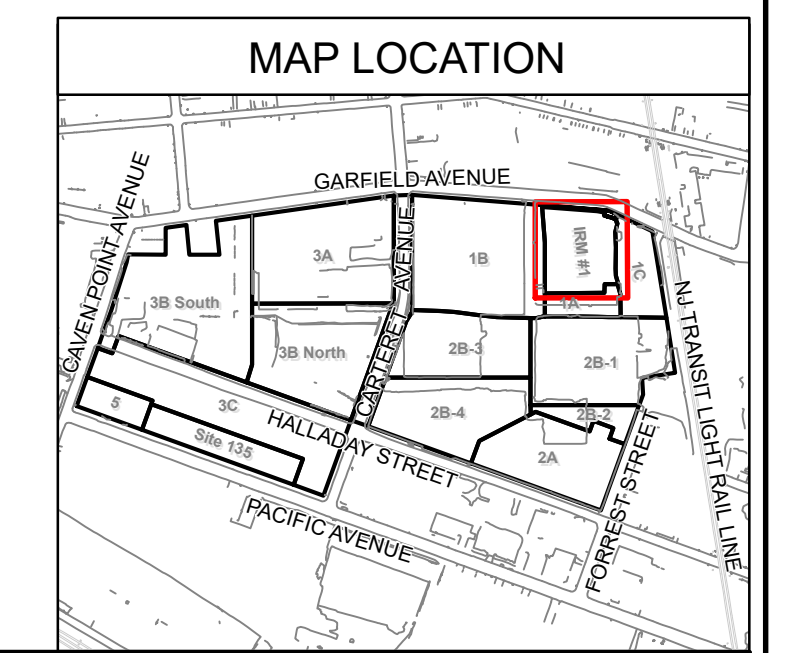 MAP LOCATION
GARFIELD AVENUE
CAVEN POINT AVENUE
CARTERET AVENUE
3A
1B
IRM #1
1C
1A
3B South
3B North
2B-3
2B-1
NJ TRANSIT LIGHT RAIL LINE
5
3C
2B-4
2B-2
Site 135
HALLADAY STREET
2A
FORREST STREET
PACIFIC AVENUE